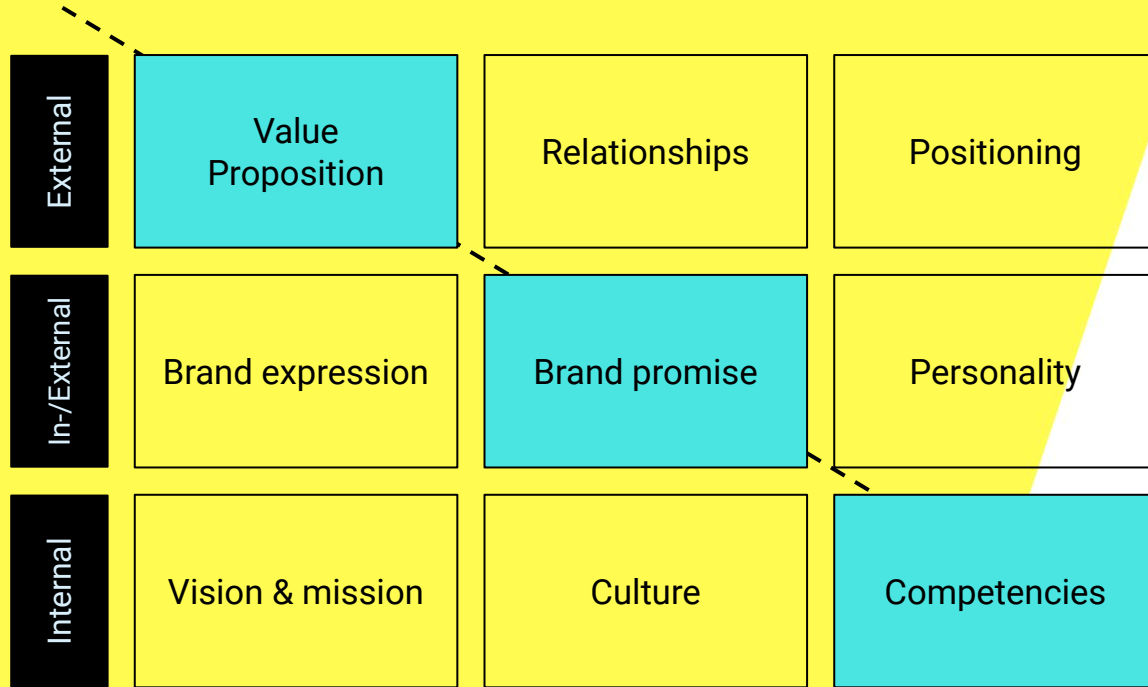 External
Value
Proposition
Relationships
Positioning
In-/External
Brand expression
Brand promise
Personality
Internal
Vision & mission
Culture
Competencies